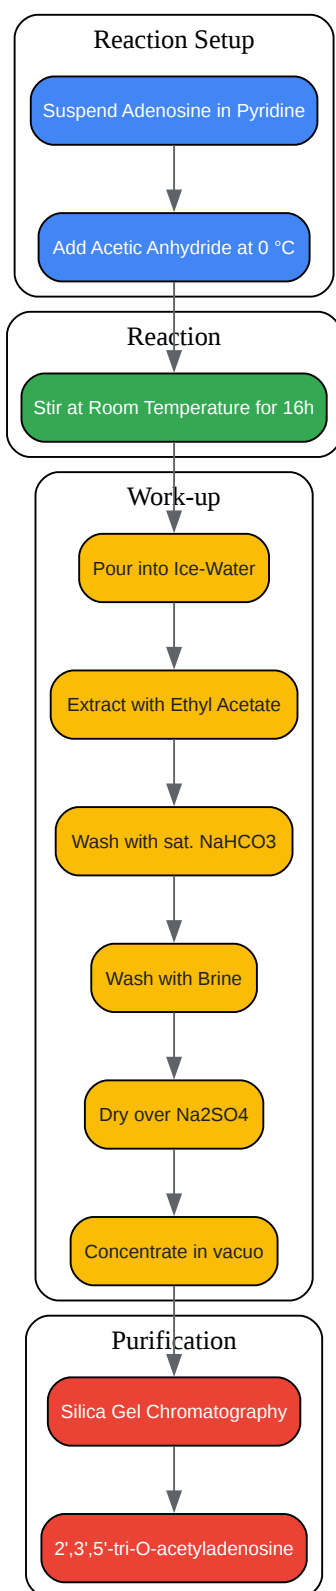 Reaction Setup
Suspend Adenosine in Pyridine
Add Acetic Anhydride at 0 °C
Reaction
Stir at Room Temperature for 16h
Work-up
Pour into Ice-Water
Extract with Ethyl Acetate
Wash with sat. NaHCO3
Wash with Brine
Dry over Na2SO4
Concentrate in vacuo
Purification
Silica Gel Chromatography
2',3',5'-tri-O-acetyladenosine